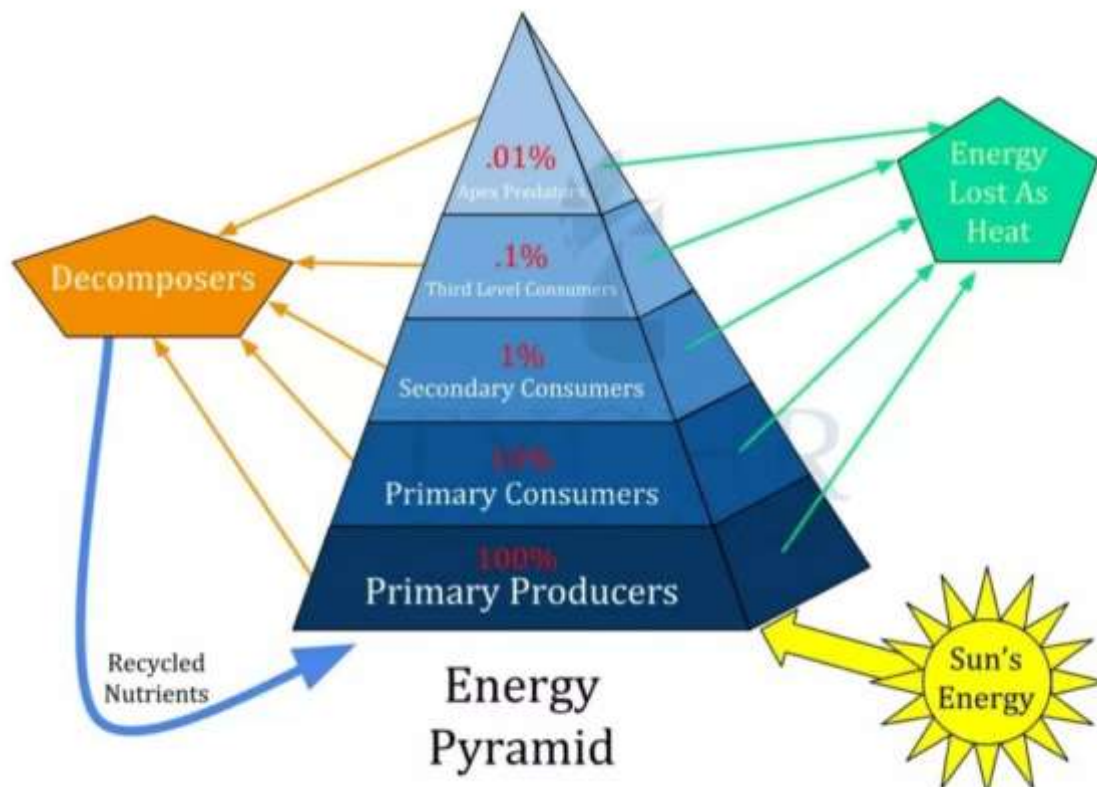 .01%
Apex Predators
.1%
Third Level Consumers
1%
Secondary Consumers
10%
Primary Consumers
100%
Primary Producers
Decomposers
Energy
Lost As
Heat
Recycled
Nutrients
Energy
Pyramid
Sun's
Energy